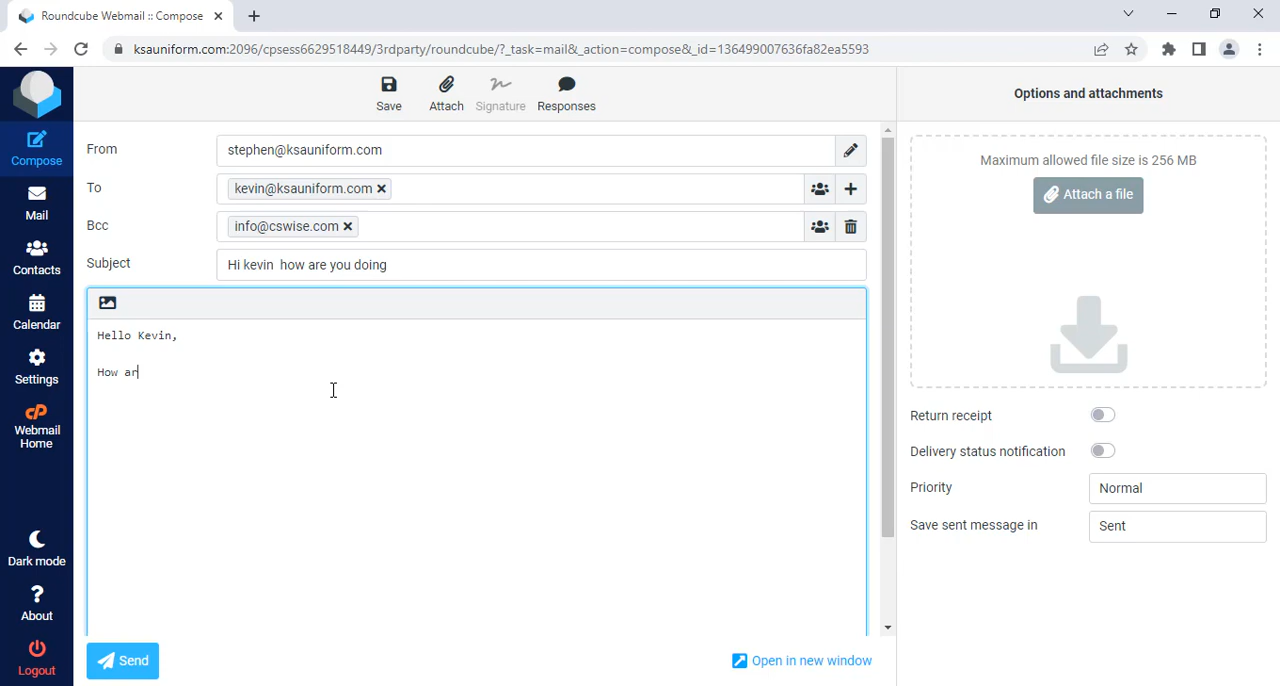 Roundcube Webmail :: Compose
ksauniform.com:2096/cpsess6629518449/3rdparty/roundcube/?_task=mail&_action=compose&_id=136499007636fa82ea5593
Compose
Mail
Contacts
Calendar
Settings
cP
Webmail
Home
Dark mode
About
Logout
Save
Attach
Signature
Responses
From
stephen@ksauniform.com
To
kevin@ksauniform.com
Bcc
info@cswise.com
Subject
Hi kevin  how are you doing
Hello Kevin,
How ar
Send
Open in new window
Options and attachments
Maximum allowed file size is 256 MB
Attach a file
Return receipt
Delivery status notification
Priority
Normal
Save sent message in
Sent